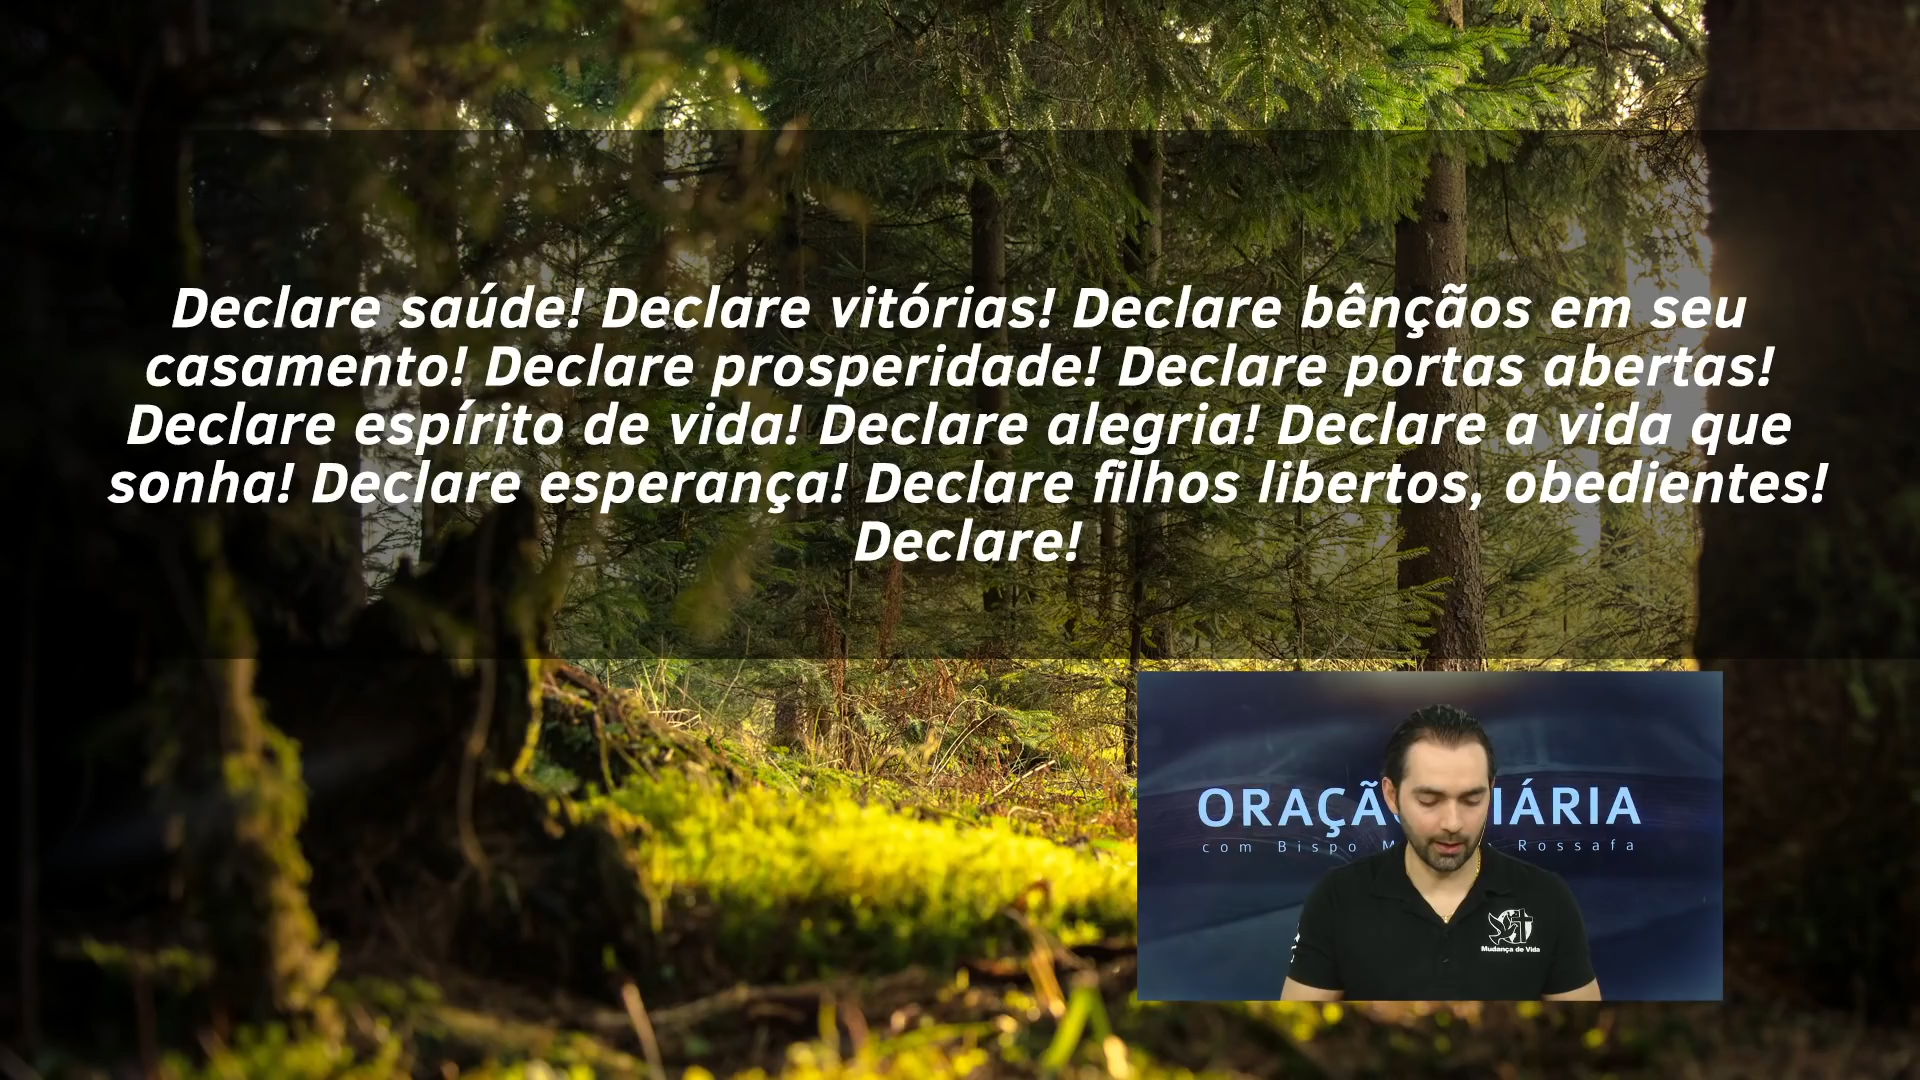 Declare saúde! Declare vitórias! Declare bênçãos em seu
casamento! Declare prosperidade! Declare portas abertas!
Declare espírito de vida! Declare alegria! Declare a vida que
sonha! Declare esperança! Declare filhos libertos, obedientes!
Declare!
IÁRIA
com Bispo Rossafa
Mudança de Vida